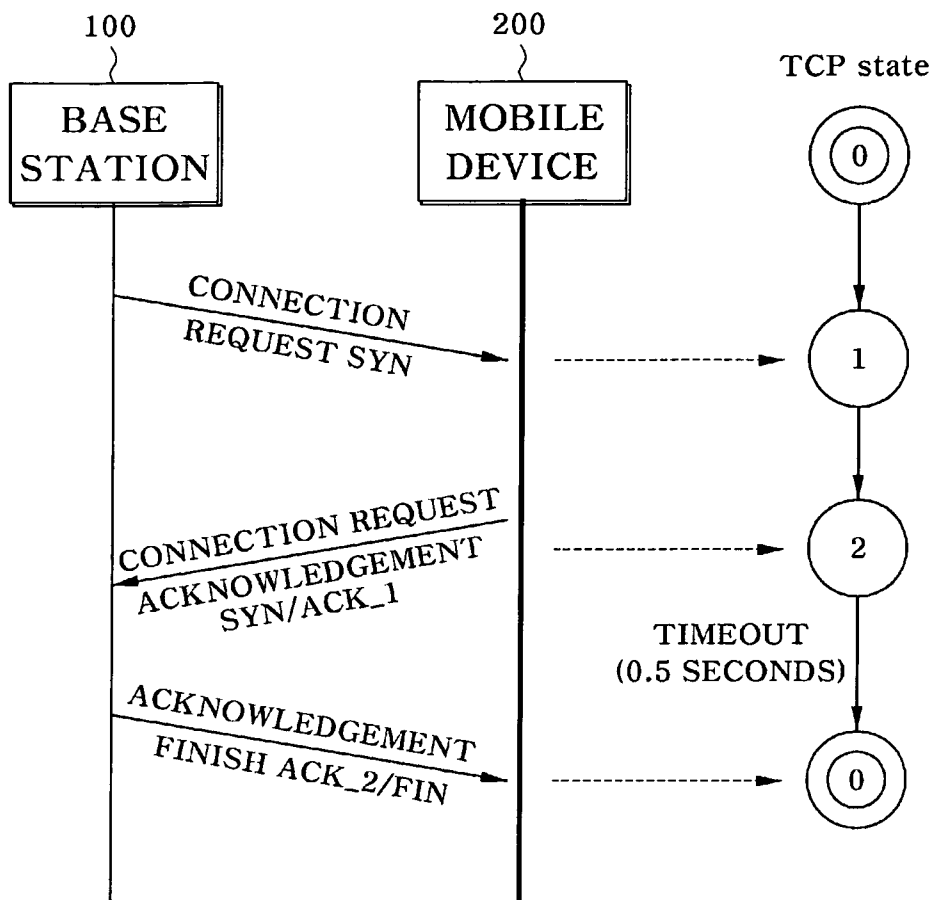 100
200
TCP state
BASE
STATION
MOBILE
DEVICE
0
CONNECTION
REQUEST SYN
1
CONNECTION REQUEST
ACKNOWLEDGEMENT
SYN/ACK_1
2
TIMEOUT
(0.5 SECONDS)
ACKNOWLEDGEMENT
FINISH ACK_2/FIN
0